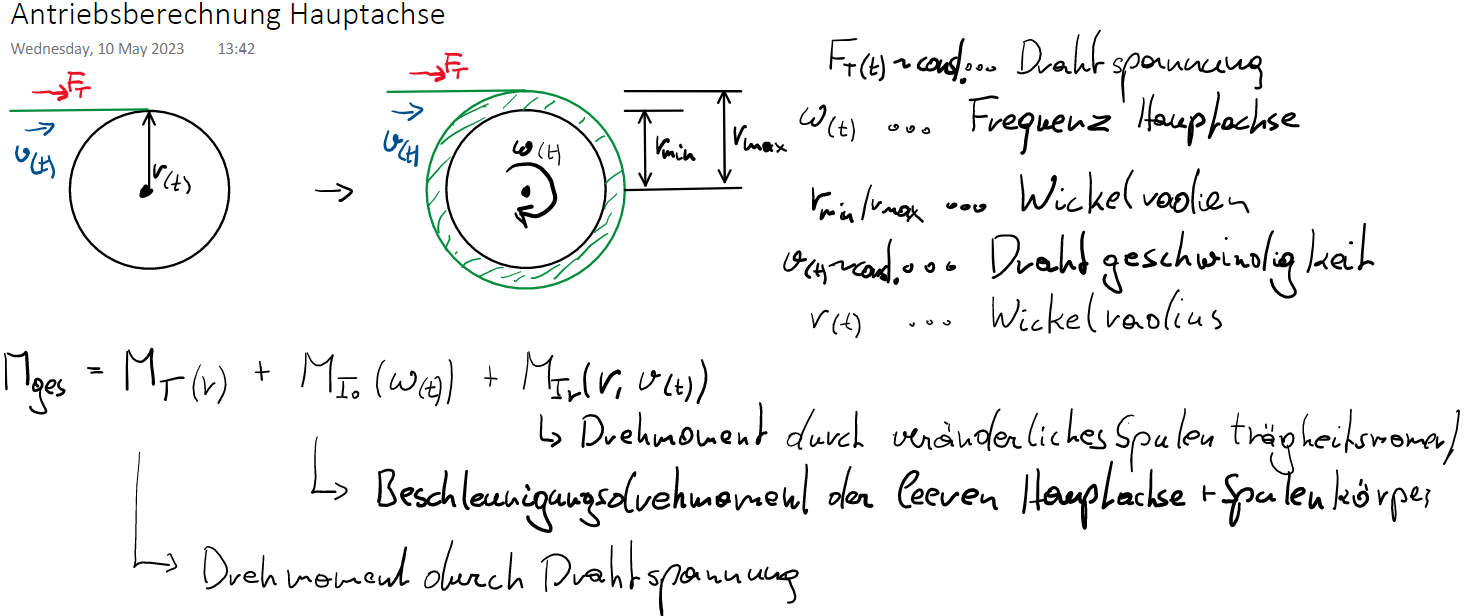 Antriebsberechnung Hauptachse
Wednesday, 10 May 2023 13:42
F_T
v(t)
r(t)
F_T
v(t)
ω(t)
r_min
r_max
F_T(t) ~ const. ... Drahtspannung
ω(t) ... Frequenz Hauptachse
r_min/r_max ... Wickelradien
v(t) ~ const. ... Drahtgeschwindigkeit
r(t) ... Wickelradius
M_ges = M_T(r) + M_I₀(ω(t)) + M_Ir(r, v(t))
↳ Drehmoment durch veränderliches Spulenträgheitsmoment
↳ Beschleunigungsdrehmoment der leeren Hauptachse + Spulenkörper
↳ Drehmoment durch Drahtspannung